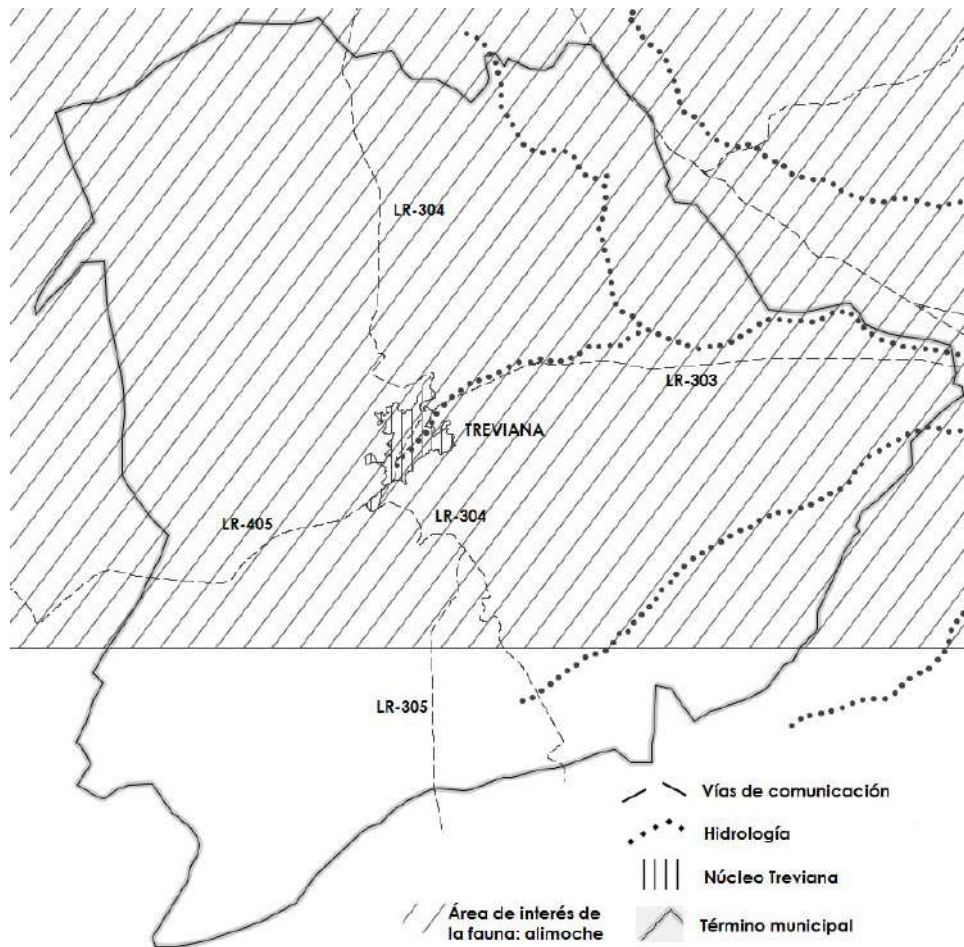 LR-304
LR-303
TREVIANA
LR-405
LR-304
LR-305
Vías de comunicación
Hidrología
Núcleo Treviana
Área de interés de
la fauna: alimoche
Término municipal